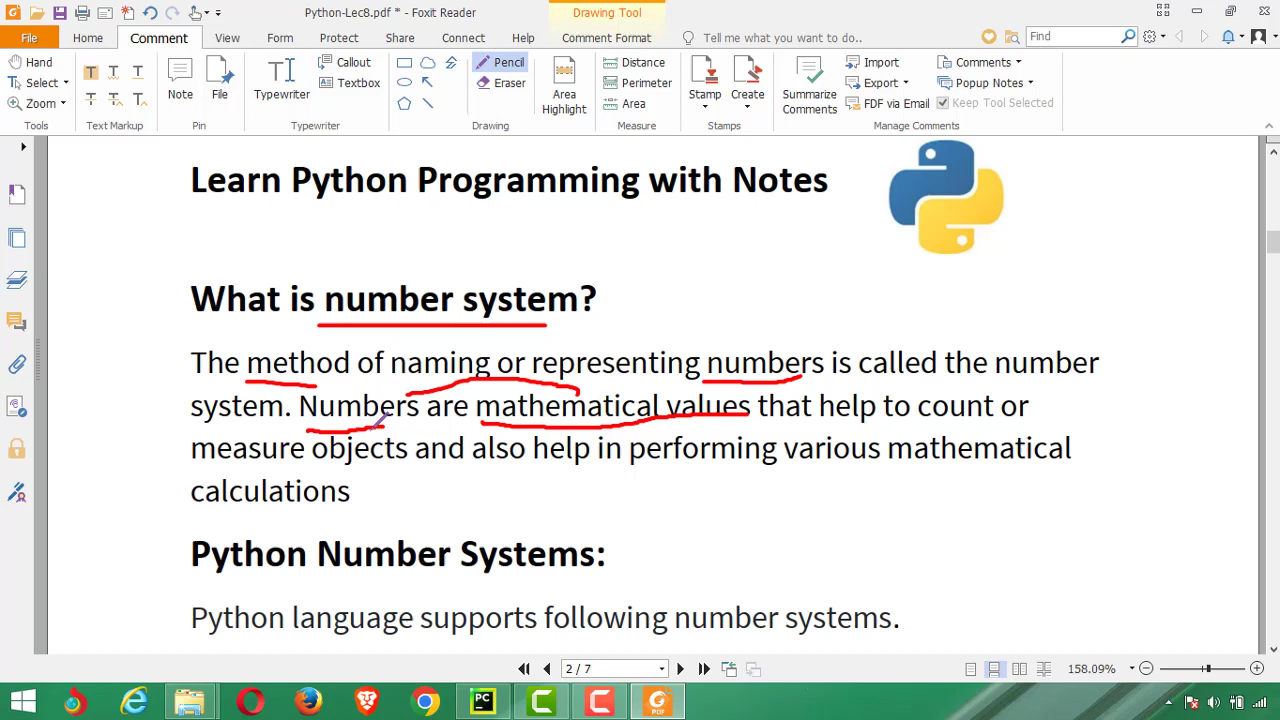 Python-Lec8.pdf * - Foxit Reader
Drawing Tool
File Home Comment View Form Protect Share Connect Help Comment Format Tell me what you want to do.. Find
Hand
Select
Zoom
Tools
Text Markup
Note
File
Pin
Typewriter
Callout
Textbox
Typewriter
Pencil
Eraser
Drawing
Area Highlight
Distance
Perimeter
Area
Measure
Stamp
Create
Stamps
Summarize Comments
Import
Export
FDF via Email
Comments
Popup Notes
Keep Tool Selected
Manage Comments
Learn Python Programming with Notes
What is number system?
The method of naming or representing numbers is called the number
system. Numbers are mathematical values that help to count or
measure objects and also help in performing various mathematical
calculations
Python Number Systems:
Python language supports following number systems.
2 / 7
158.09%
PC
PDF